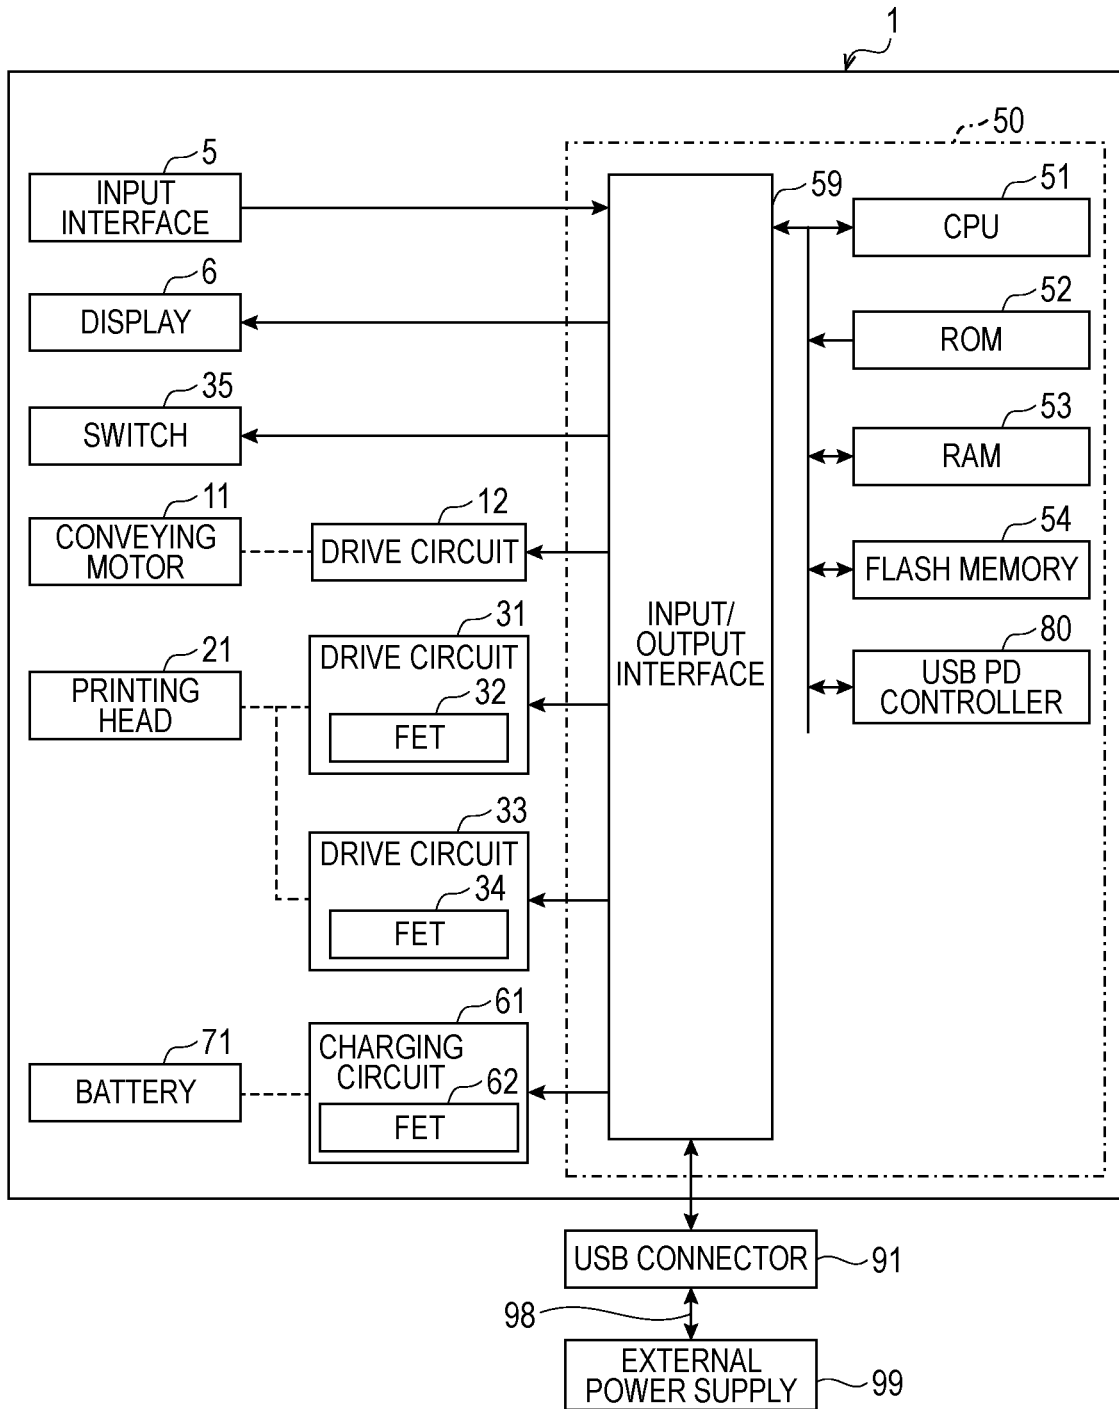 1
50
5
INPUT
INTERFACE
59
51
CPU
6
DISPLAY
52
ROM
35
SWITCH
53
RAM
11
CONVEYING
MOTOR
12
DRIVE CIRCUIT
54
FLASH MEMORY
INPUT/
OUTPUT
INTERFACE
21
PRINTING
HEAD
31
DRIVE CIRCUIT
32
FET
80
USB PD
CONTROLLER
33
DRIVE CIRCUIT
34
FET
71
BATTERY
61
CHARGING
CIRCUIT
62
FET
USB CONNECTOR
91
98
EXTERNAL
POWER SUPPLY
99